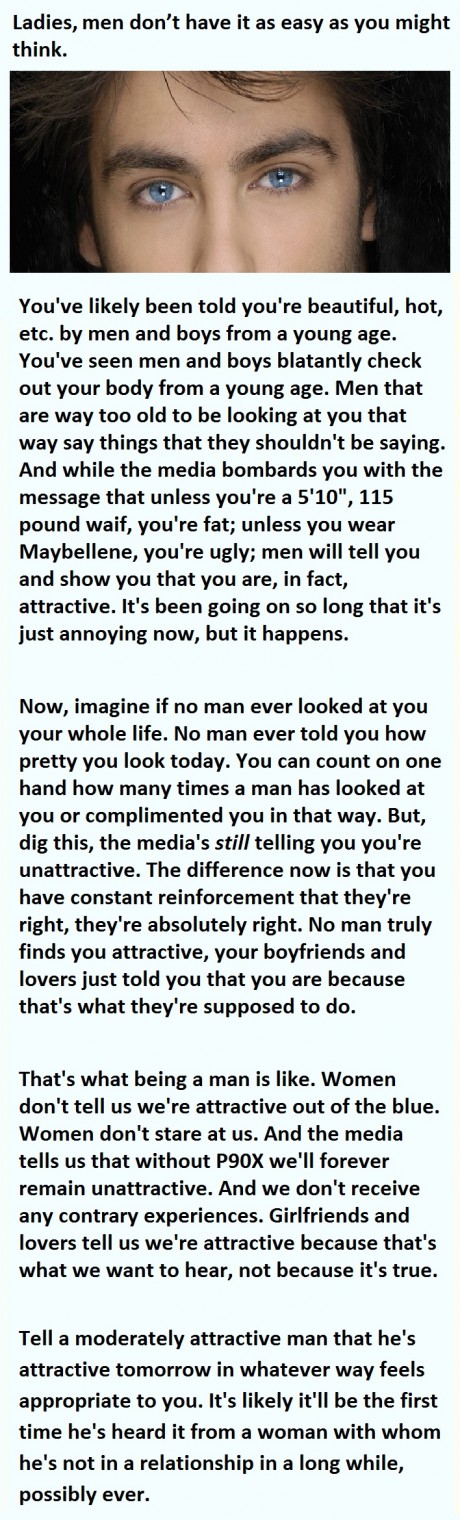 Ladies, men don’t have it as easy as you might
think.
You've likely been told you're beautiful, hot,
etc. by men and boys from a young age.
You've seen men and boys blatantly check
out your body from a young age. Men that
are way too old to be looking at you that
way say things that they shouldn't be saying.
And while the media bombards you with the
message that unless you're a 5'10", 115
pound waif, you're fat; unless you wear
Maybellene, you're ugly; men will tell you
and show you that you are, in fact,
attractive. It's been going on so long that it's
just annoying now, but it happens.
Now, imagine if no man ever looked at you
your whole life. No man ever told you how
pretty you look today. You can count on one
hand how many times a man has looked at
you or complimented you in that way. But,
dig this, the media's still telling you you're
unattractive. The difference now is that you
have constant reinforcement that they're
right, they're absolutely right. No man truly
finds you attractive, your boyfriends and
lovers just told you that you are because
that's what they're supposed to do.
That's what being a man is like. Women
don't tell us we're attractive out of the blue.
Women don't stare at us. And the media
tells us that without P90X we'll forever
remain unattractive. And we don't receive
any contrary experiences. Girlfriends and
lovers tell us we're attractive because that's
what we want to hear, not because it's true.
Tell a moderately attractive man that he's
attractive tomorrow in whatever way feels
appropriate to you. It's likely it'll be the first
time he's heard it from a woman with whom
he's not in a relationship in a long while,
possibly ever.